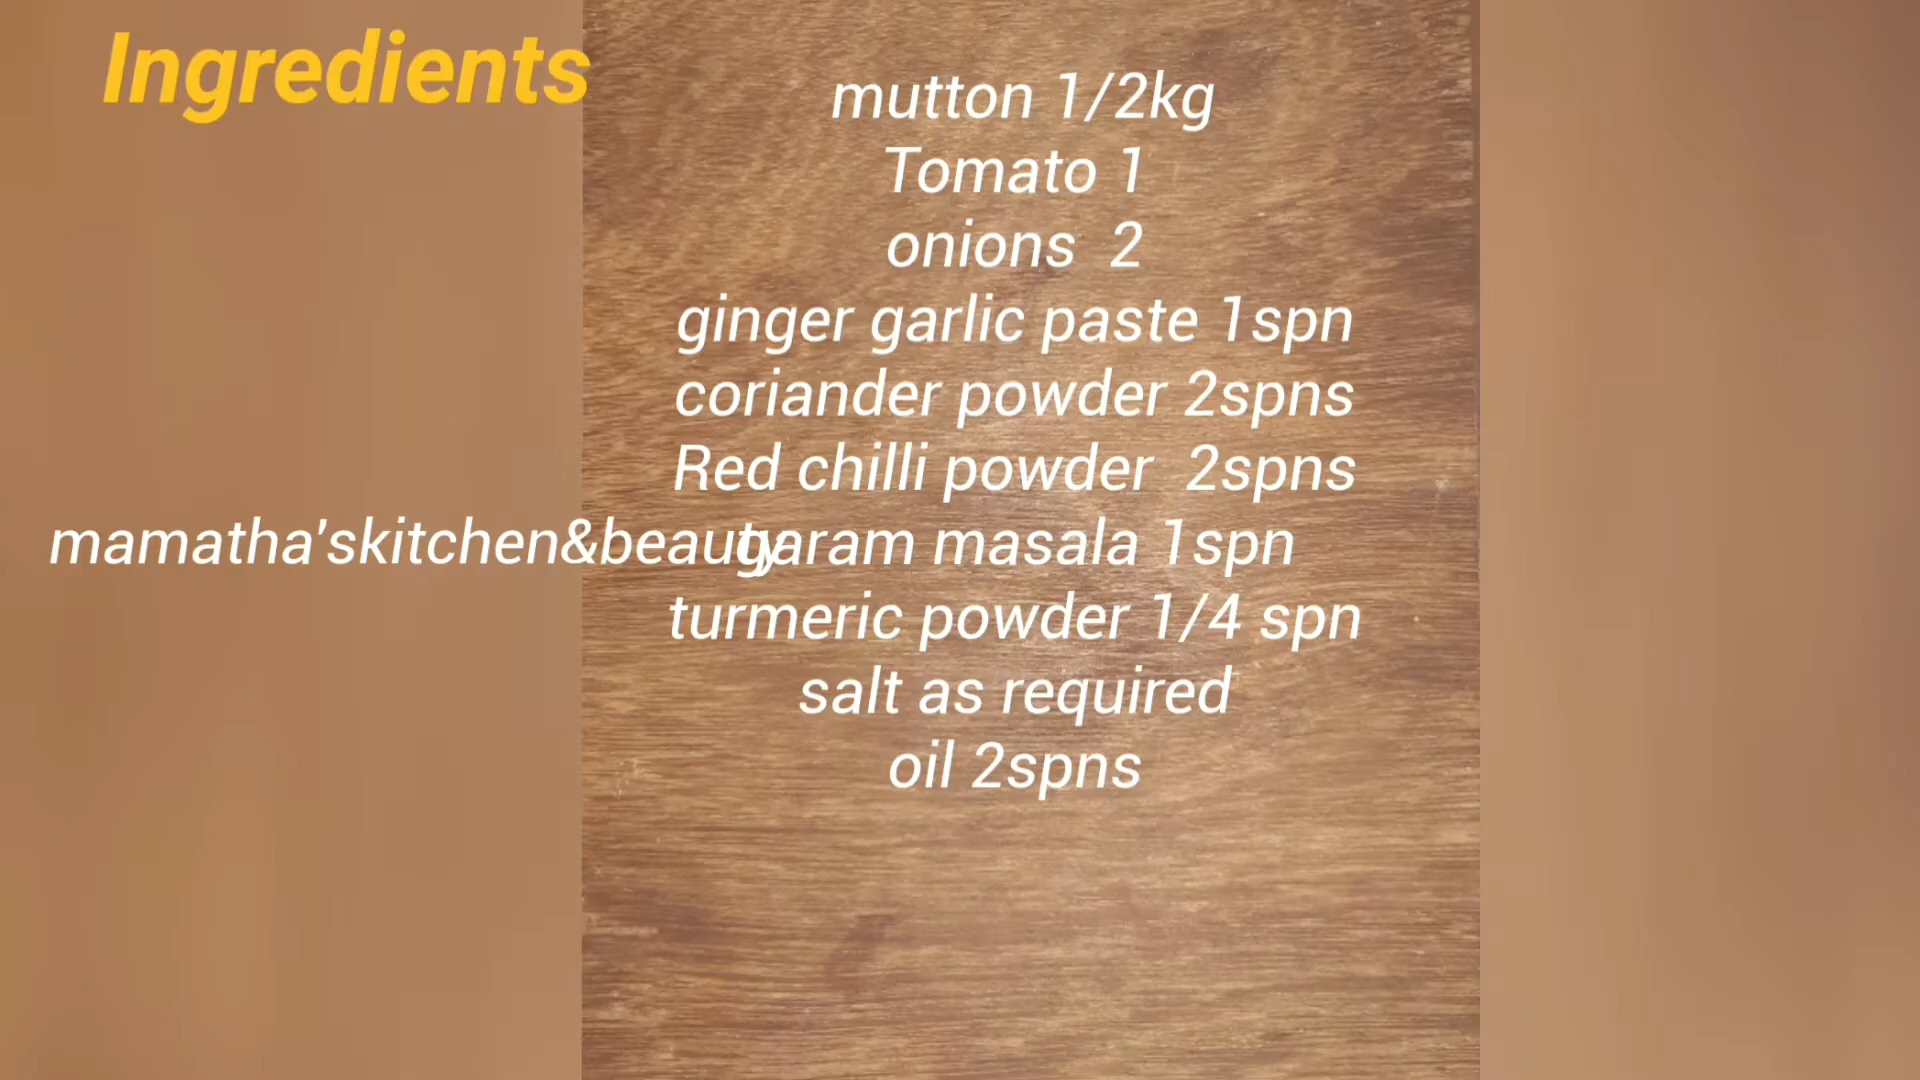 Ingredients
mutton 1/2kg
Tomato 1
onions 2
ginger garlic paste 1spn
coriander powder 2spns
Red chilli powder 2spns
mamatha'skitchen&beauty
garam masala 1spn
turmeric powder 1/4 spn
salt as required
oil 2spns